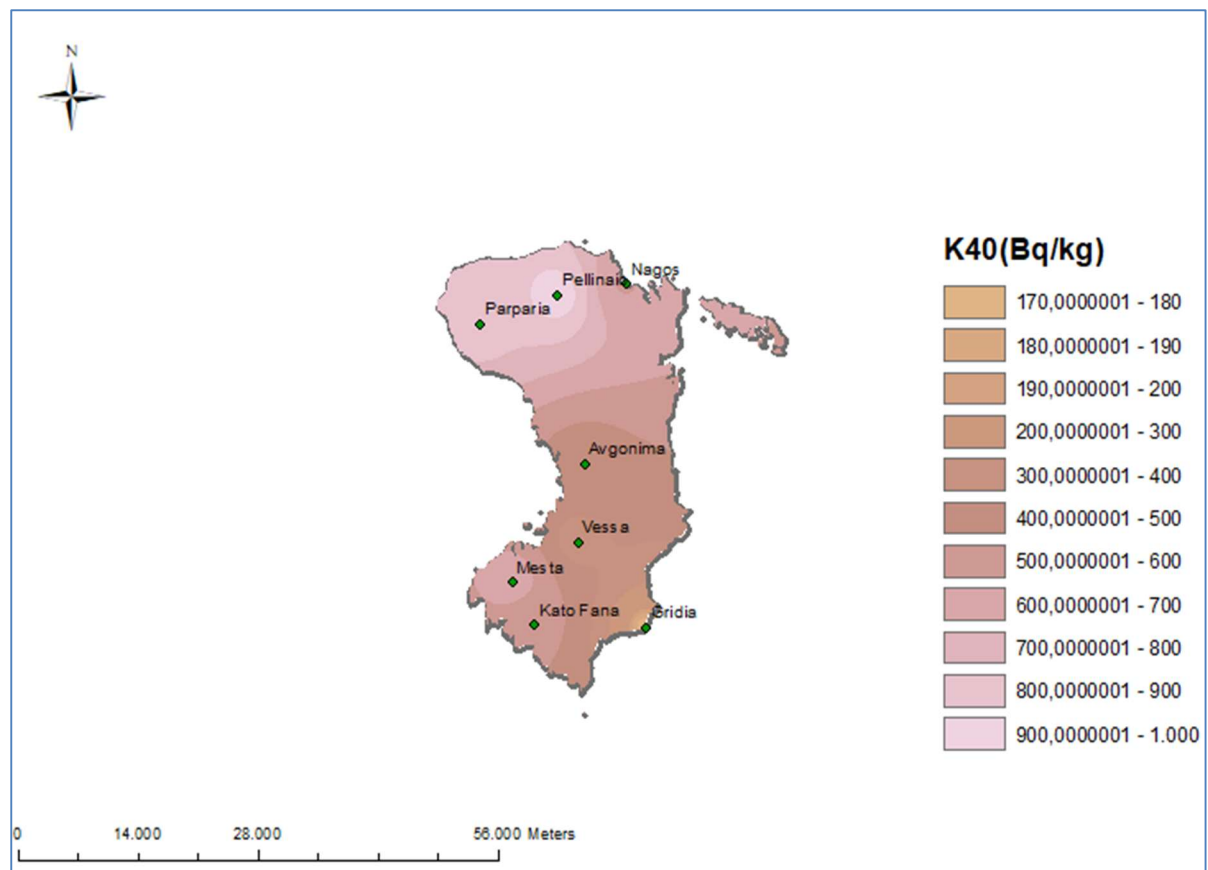 N
K40(Bq/kg)
170,0000001 - 180
180,0000001 - 190
190,0000001 - 200
200,0000001 - 300
300,0000001 - 400
400,0000001 - 500
500,0000001 - 600
600,0000001 - 700
700,0000001 - 800
800,0000001 - 900
900,0000001 - 1.000
Nagos
Pellinaio
Parparia
Avgonima
Vessa
Mesta
Kato Fana
Gridia
0 14.000 28.000 56.000 Meters